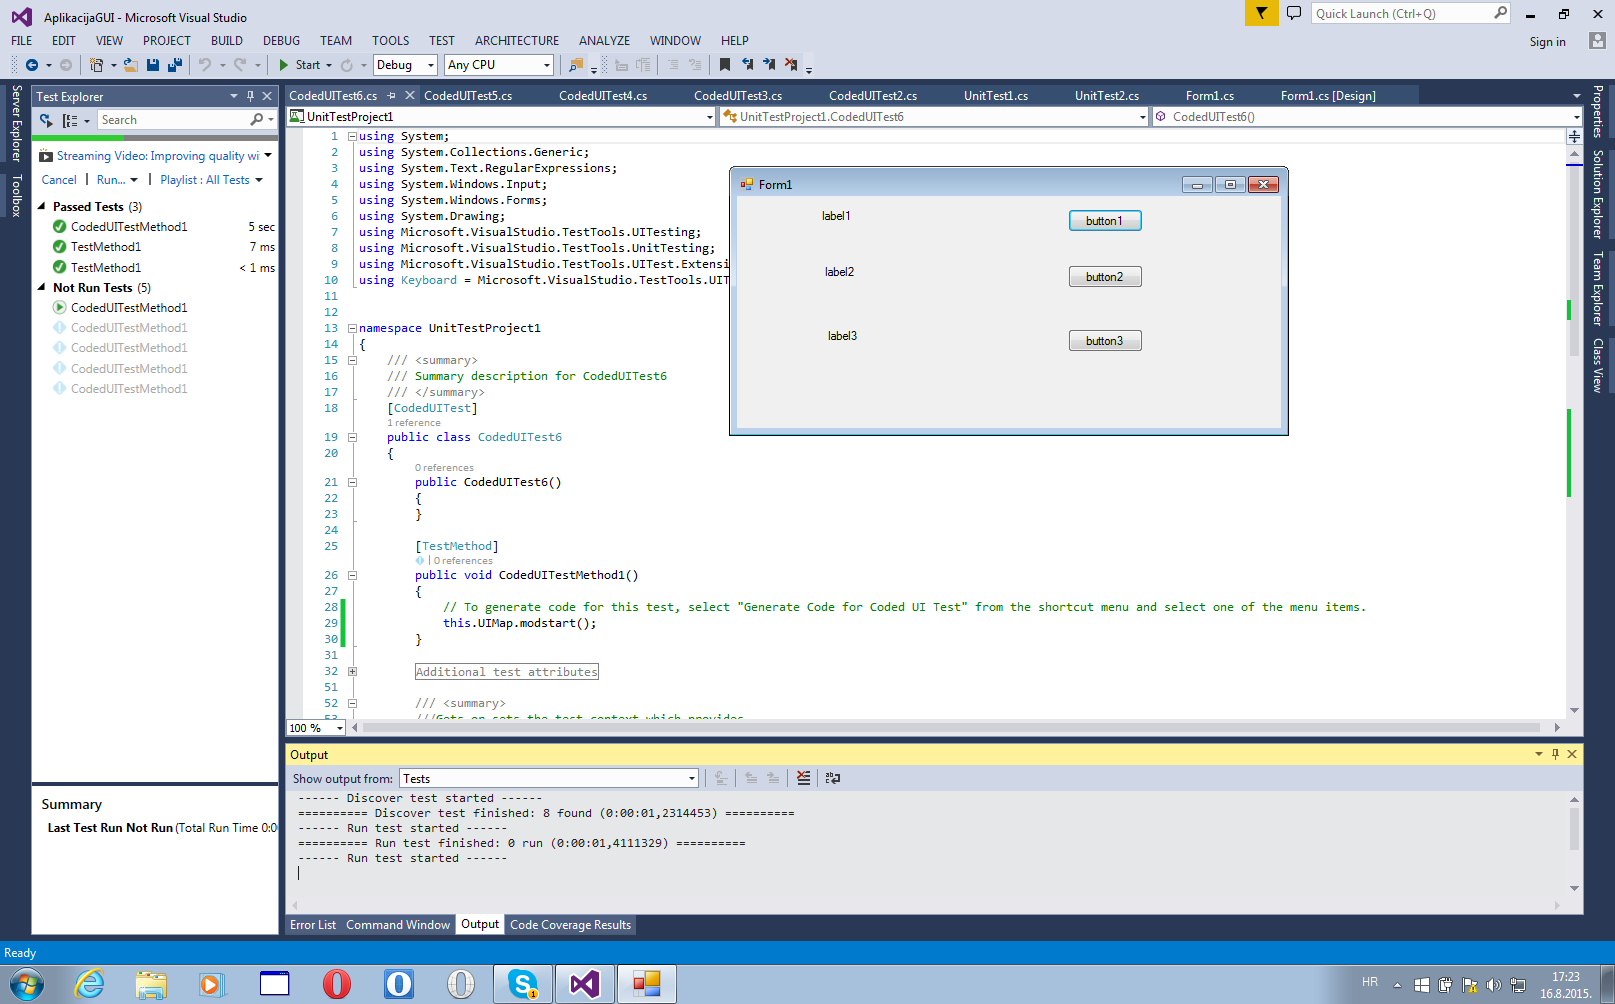 AplikacijaGUI - Microsoft Visual Studio
Quick Launch (Ctrl+Q)
FILE EDIT VIEW PROJECT BUILD DEBUG TEAM TOOLS TEST ARCHITECTURE ANALYZE WINDOW HELP
Sign in
Start Debug Any CPU
Server Explorer
Toolbox
Test Explorer
Search
Streaming Video: Improving quality wi
Cancel | Run... | Playlist : All Tests
Passed Tests (3)
CodedUITestMethod1 5 sec
TestMethod1 7 ms
TestMethod1 < 1 ms
Not Run Tests (5)
CodedUITestMethod1
CodedUITestMethod1
CodedUITestMethod1
CodedUITestMethod1
CodedUITestMethod1
Summary
Last Test Run Not Run (Total Run Time 0:0
CodedUITest6.cs CodedUITest5.cs CodedUITest4.cs CodedUITest3.cs CodedUITest2.cs UnitTest1.cs UnitTest2.cs Form1.cs Form1.cs [Design]
UnitTestProject1 UnitTestProject1.CodedUITest6 CodedUITest6()
1 using System;
2 using System.Collections.Generic;
3 using System.Text.RegularExpressions;
4 using System.Windows.Input;
5 using System.Windows.Forms;
6 using System.Drawing;
7 using Microsoft.VisualStudio.TestTools.UITesting;
8 using Microsoft.VisualStudio.TestTools.UnitTesting;
9 using Microsoft.VisualStudio.TestTools.UITest.Extensi
10 using Keyboard = Microsoft.VisualStudio.TestTools.UIT
11
12
13 namespace UnitTestProject1
14 {
15 /// <summary>
16 /// Summary description for CodedUITest6
17 /// </summary>
18 [CodedUITest]
1 reference
19 public class CodedUITest6
20 {
0 references
21 public CodedUITest6()
22 {
23 }
24
25 [TestMethod]
| 0 references
26 public void CodedUITestMethod1()
27 {
28 // To generate code for this test, select "Generate Code for Coded UI Test" from the shortcut menu and select one of the menu items.
29 this.UIMap.modstart();
30 }
31
32 Additional test attributes
51
52 /// <summary>
53 ///Gets or sets the test context which provides
100 %
Form1
label1 button1
label2 button2
label3 button3
Properties
Solution Explorer
Team Explorer
Class View
Output
Show output from: Tests
------ Discover test started ------
========== Discover test finished: 8 found (0:00:01,2314453) ==========
------ Run test started ------
========== Run test finished: 0 run (0:00:01,4111329) ==========
------ Run test started ------
Error List Command Window Output Code Coverage Results
Ready
HR
17:23
16.8.2015.